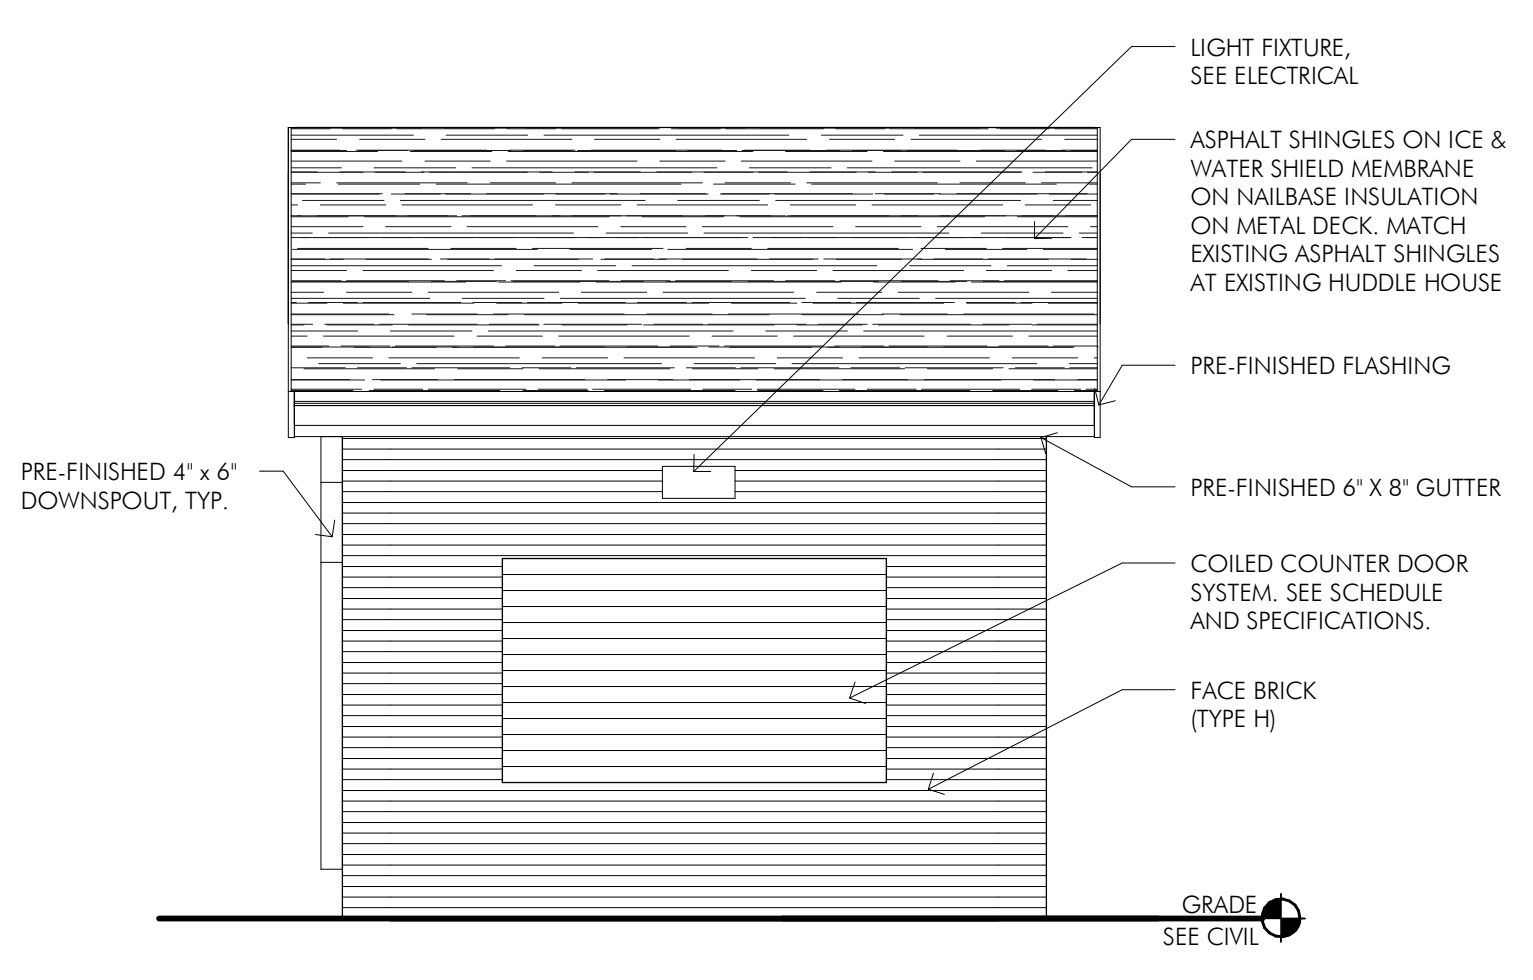 LIGHT FIXTURE,
SEE ELECTRICAL
ASPHALT SHINGLES ON ICE &
WATER SHIELD MEMBRANE
ON NAILBASE INSULATION
ON METAL DECK. MATCH
EXISTING ASPHALT SHINGLES
AT EXISTING HUDDLE HOUSE
PRE-FINISHED FLASHING
PRE-FINISHED 4" x 6"
DOWNSPOUT, TYP.
PRE-FINISHED 6" X 8" GUTTER
COILED COUNTER DOOR
SYSTEM. SEE SCHEDULE
AND SPECIFICATIONS.
FACE BRICK
(TYPE H)
GRADE
SEE CIVIL